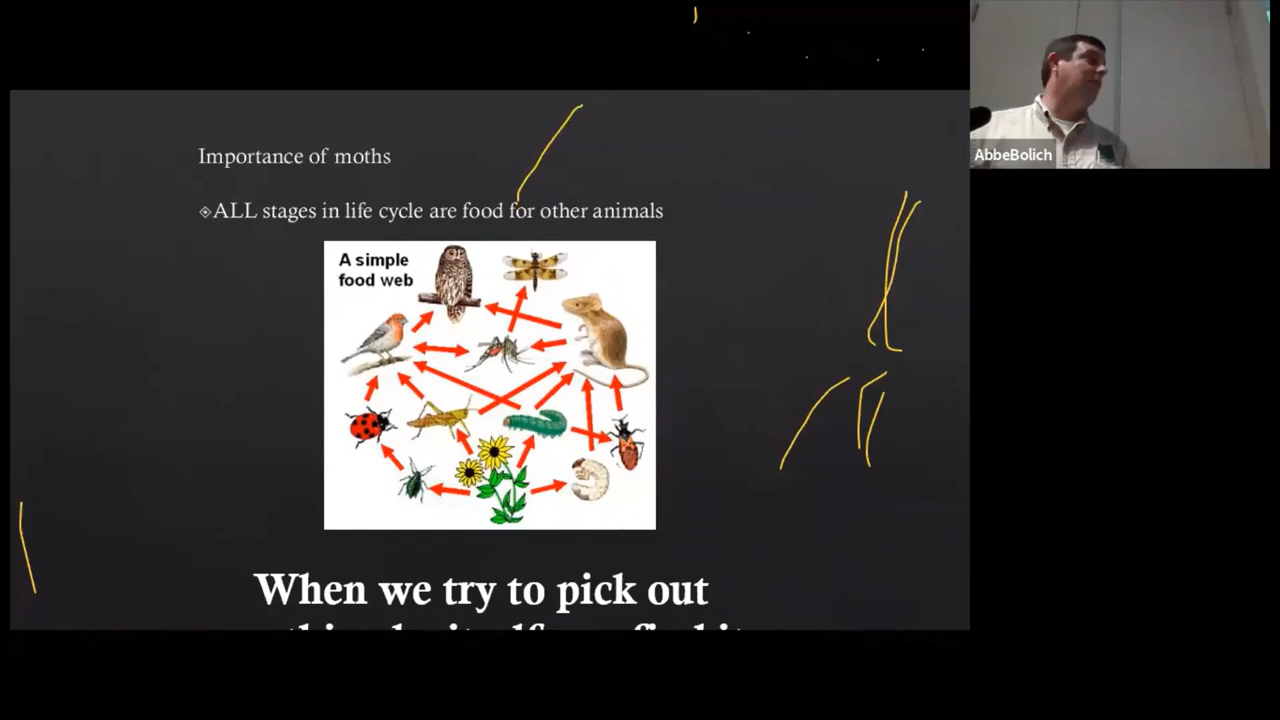 Importance of moths
ALL stages in life cycle are food for other animals
A simple
food web
When we try to pick out
AbbeBolich